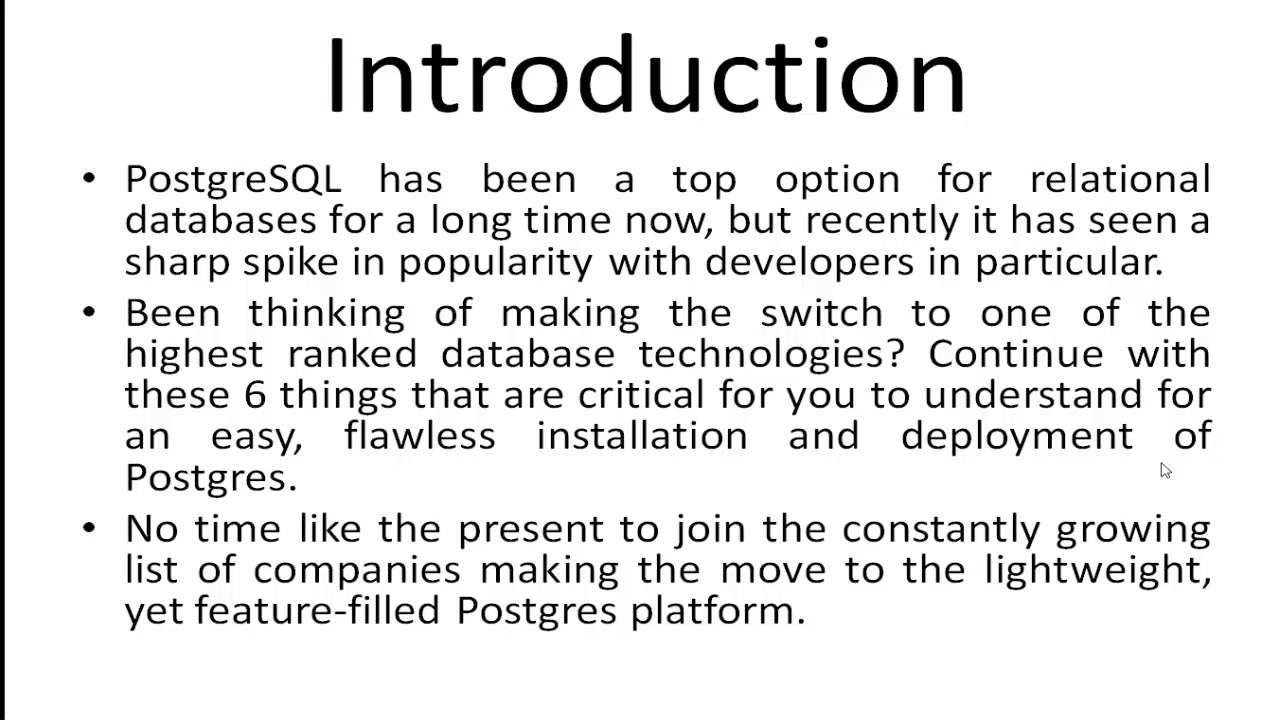 Introduction
• PostgreSQL has been a top option for relational
databases for a long time now, but recently it has seen a
sharp spike in popularity with developers in particular.
• Been thinking of making the switch to one of the
highest ranked database technologies? Continue with
these 6 things that are critical for you to understand for
an easy, flawless installation and deployment of
Postgres.
• No time like the present to join the constantly growing
list of companies making the move to the lightweight,
yet feature-filled Postgres platform.